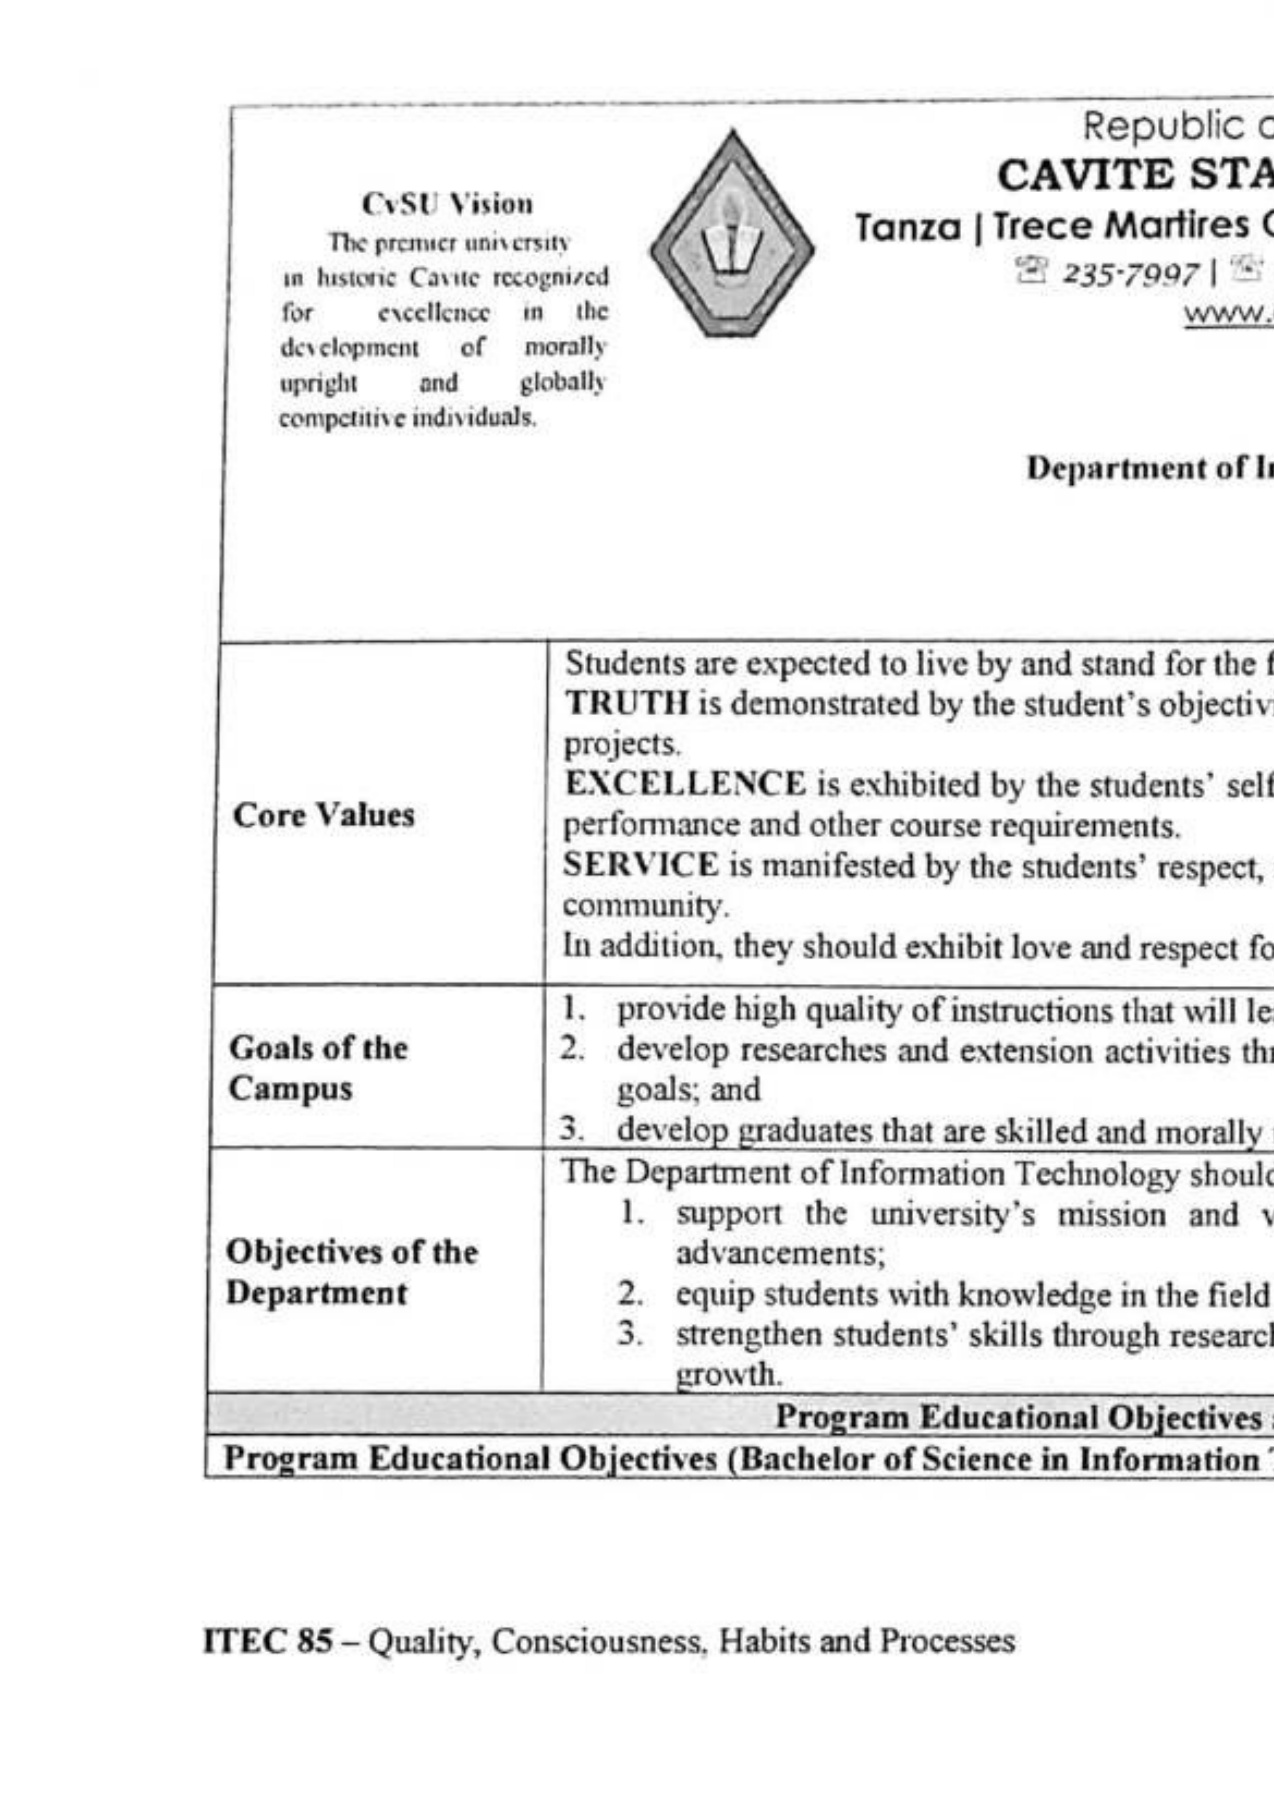 CvSU Vision
The premier university
in historic Cavite recognized
for excellence in the
development of morally
upright and globally
competitive individuals.
Republic
CAVITE STA
Tanza | Trece Martires C
☏ 235-7997 | ☏
www.
Department of In
Core Values
Students are expected to live by and stand for the f
TRUTH is demonstrated by the student's objectiv
projects.
EXCELLENCE is exhibited by the students' self
performance and other course requirements.
SERVICE is manifested by the students' respect,
community.
In addition, they should exhibit love and respect fo
Goals of the
Campus
1. provide high quality of instructions that will le
2. develop researches and extension activities thr
goals; and
3. develop graduates that are skilled and morally
Objectives of the
Department
The Department of Information Technology should
1. support the university's mission and v
advancements;
2. equip students with knowledge in the field
3. strengthen students' skills through research
growth.
Program Educational Objectives
Program Educational Objectives (Bachelor of Science in Information T
ITEC 85 – Quality, Consciousness, Habits and Processes